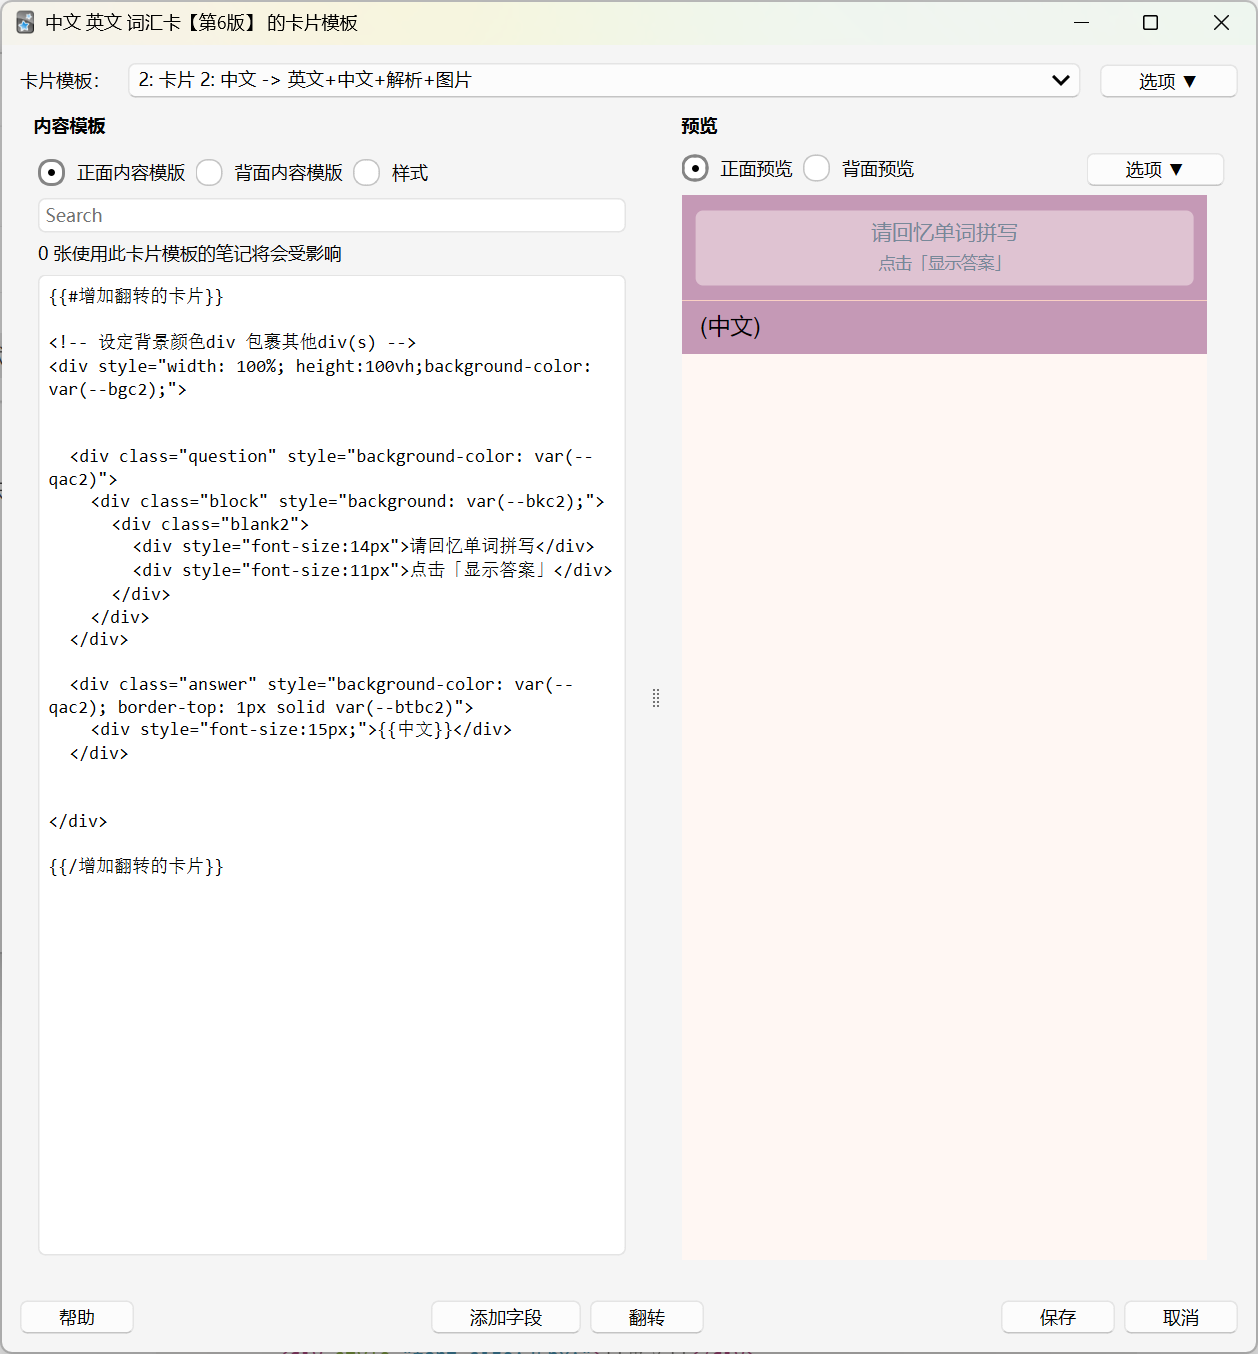 中文 英文 词汇卡【第6版】 的卡片模板
卡片模板：
2: 卡片 2: 中文 -> 英文+中文+解析+图片
选项 ▼
内容模板
正面内容模版
背面内容模版
样式
Search
0 张使用此卡片模板的笔记将会受影响
{{#增加翻转的卡片}}
<!-- 设定背景颜色div 包裹其他div(s) -->
<div style="width: 100%; height:100vh;background-color:
var(--bgc2);">
<div class="question" style="background-color: var(--
qac2)">
<div class="block" style="background: var(--bkc2);">
<div class="blank2">
<div style="font-size:14px">请回忆单词拼写</div>
<div style="font-size:11px">点击「显示答案」</div>
</div>
</div>
</div>
<div class="answer" style="background-color: var(--
qac2); border-top: 1px solid var(--btbc2)">
<div style="font-size:15px;">{{中文}}</div>
</div>
</div>
{{/增加翻转的卡片}}
预览
正面预览
背面预览
选项 ▼
请回忆单词拼写
点击「显示答案」
(中文)
帮助
添加字段
翻转
保存
取消